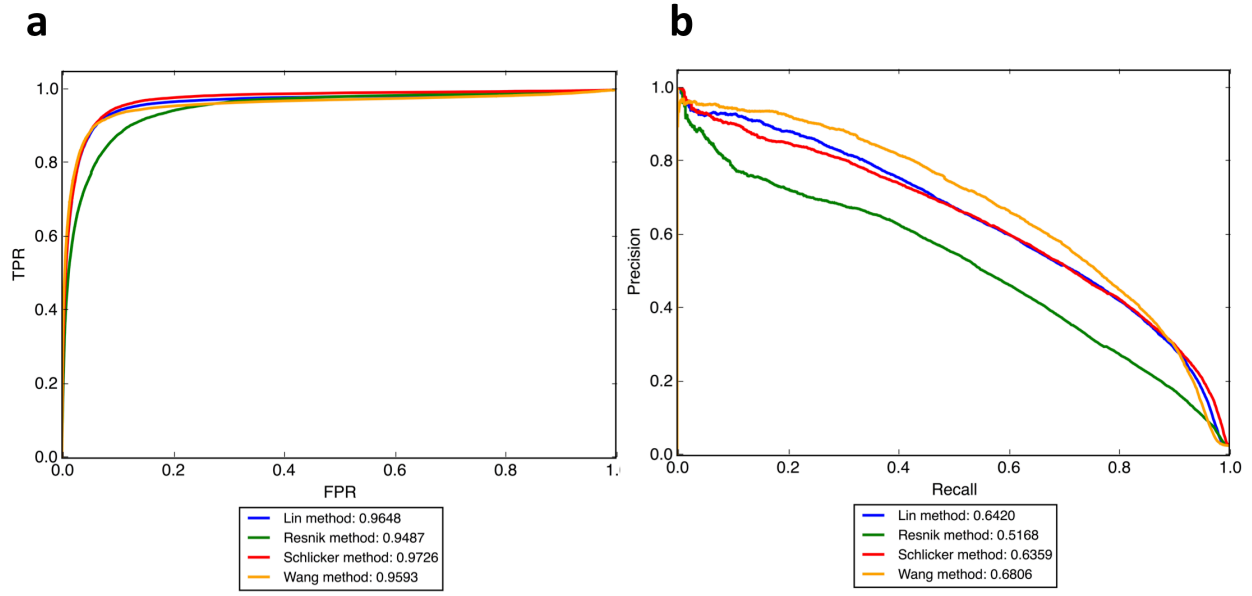 a
1.0
0.8
0.6
0.4
0.2
0.0
TPR
0.0 0.2 0.4 0.6 0.8 1.
FPR
Lin method: 0.9648
Resnik method: 0.9487
Schlicker method: 0.9726
Wang method: 0.9593
b
1.0
0.8
0.6
0.4
0.2
0.0
Precision
0.0 0.2 0.4 0.6 0.8 1.0
Recall
Lin method: 0.6420
Resnik method: 0.5168
Schlicker method: 0.6359
Wang method: 0.6806